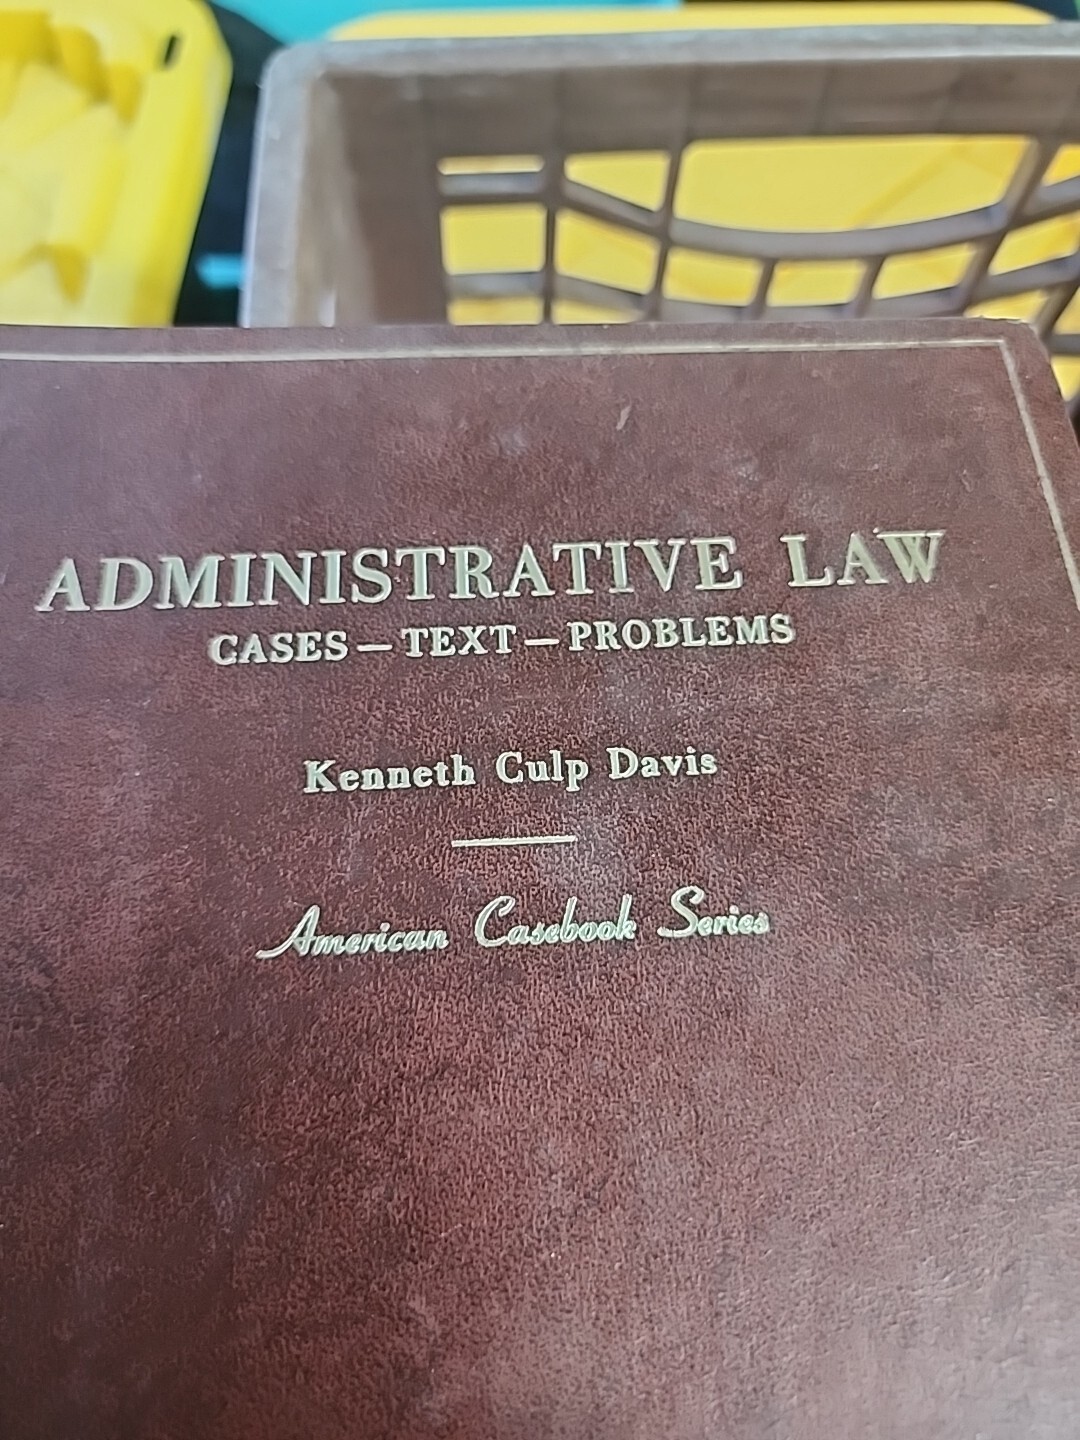 ADMINISTRATIVE LAW
CASES — TEXT — PROBLEMS
Kenneth Culp Davis
American Casebook Series